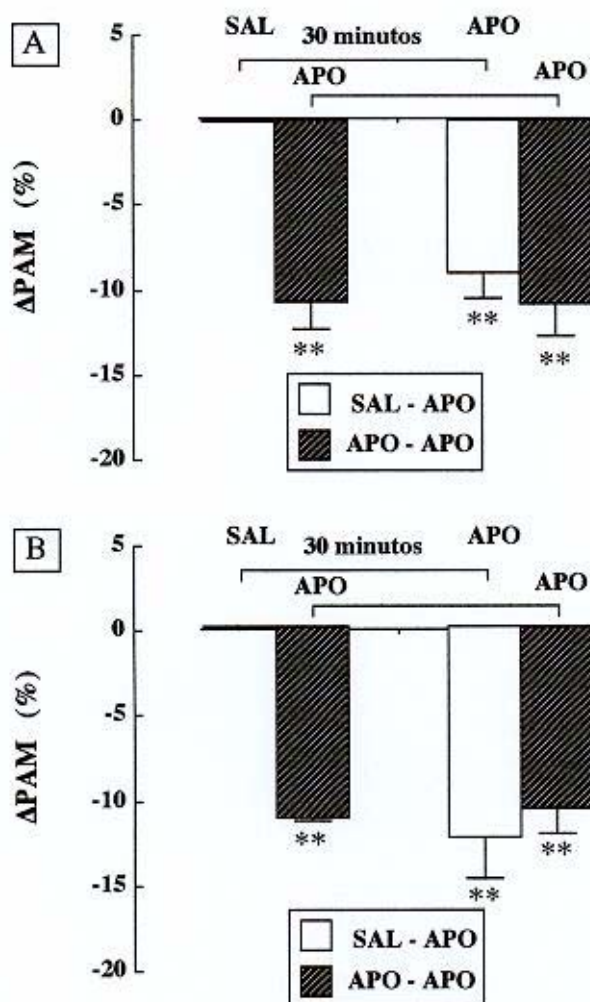 A
5
SAL
30 minutos
APO
APO
APO
0
-5
-10
-15
-20
ΔPAM (%)
**
**
**
SAL - APO
APO - APO
B
5
SAL
30 minutos
APO
APO
APO
0
-5
-10
-15
-20
ΔPAM (%)
**
**
**
SAL - APO
APO - APO